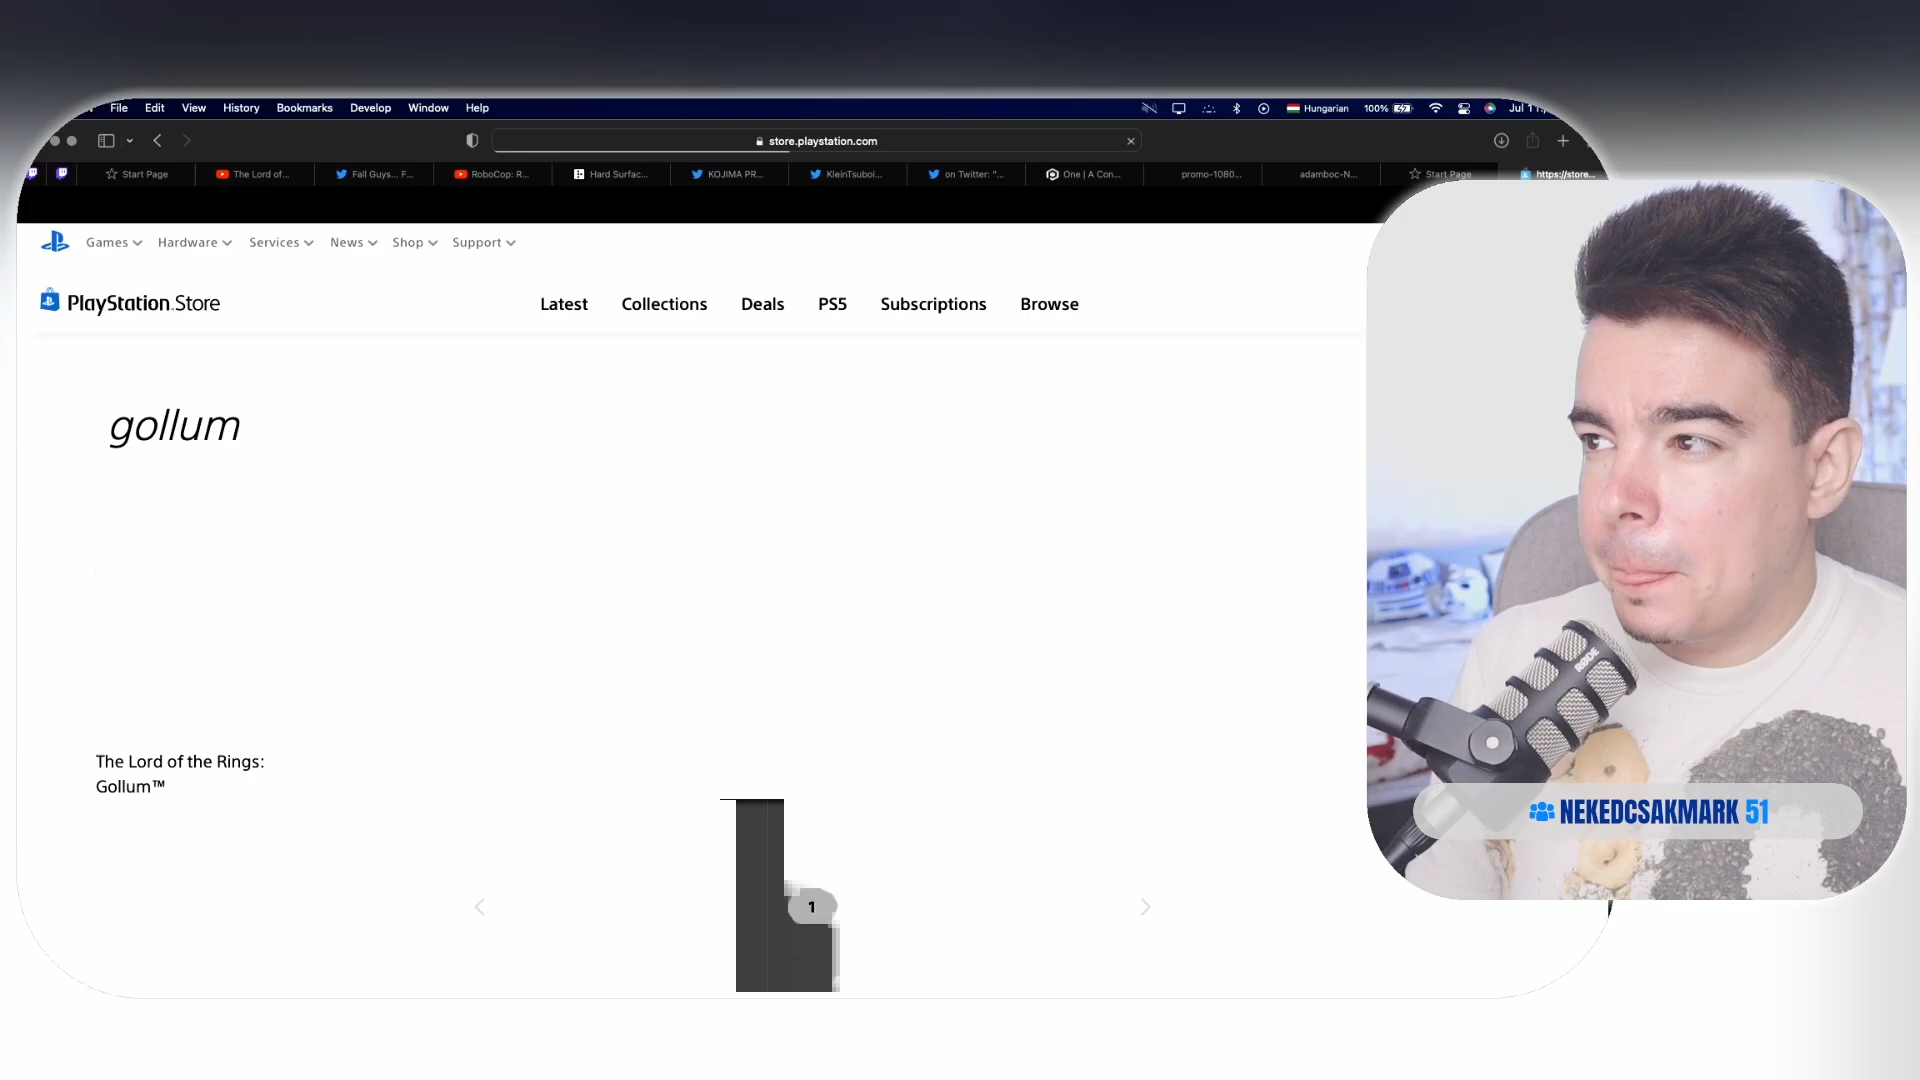 File Edit View History Bookmarks Develop Window Help Hungarian 100%
store.playstation.com
Start Page The Lord of... Fall Guys... F... RoboCop: R... Hard Surfac... KOJIMA PR... KleinTsuboi... on Twitter: "... One | A Con... promo-1080... adamboc-N... Start Page https://store...
Games Hardware Services News Shop Support
PlayStation Store Latest Collections Deals PS5 Subscriptions Browse
gollum
RØDE
The Lord of the Rings:
Gollum™
NEKEDCSAKMARK 51
1